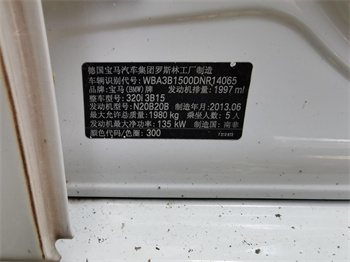 德国宝马汽车集团罗斯林工厂制造
车辆识别代号: WBA3B1500DNR14065
品牌: 宝马(BMW)牌 发动机排量: 1997 ml
整车型号: 320i 3B15
发动机型号: N20B20B 制造年月: 2013.06
最大允许总质量: 1980 kg 乘坐人数: 5 人
发动机最大净功率: 135 kW 制造国: 南非
颜色代码/色图: 300